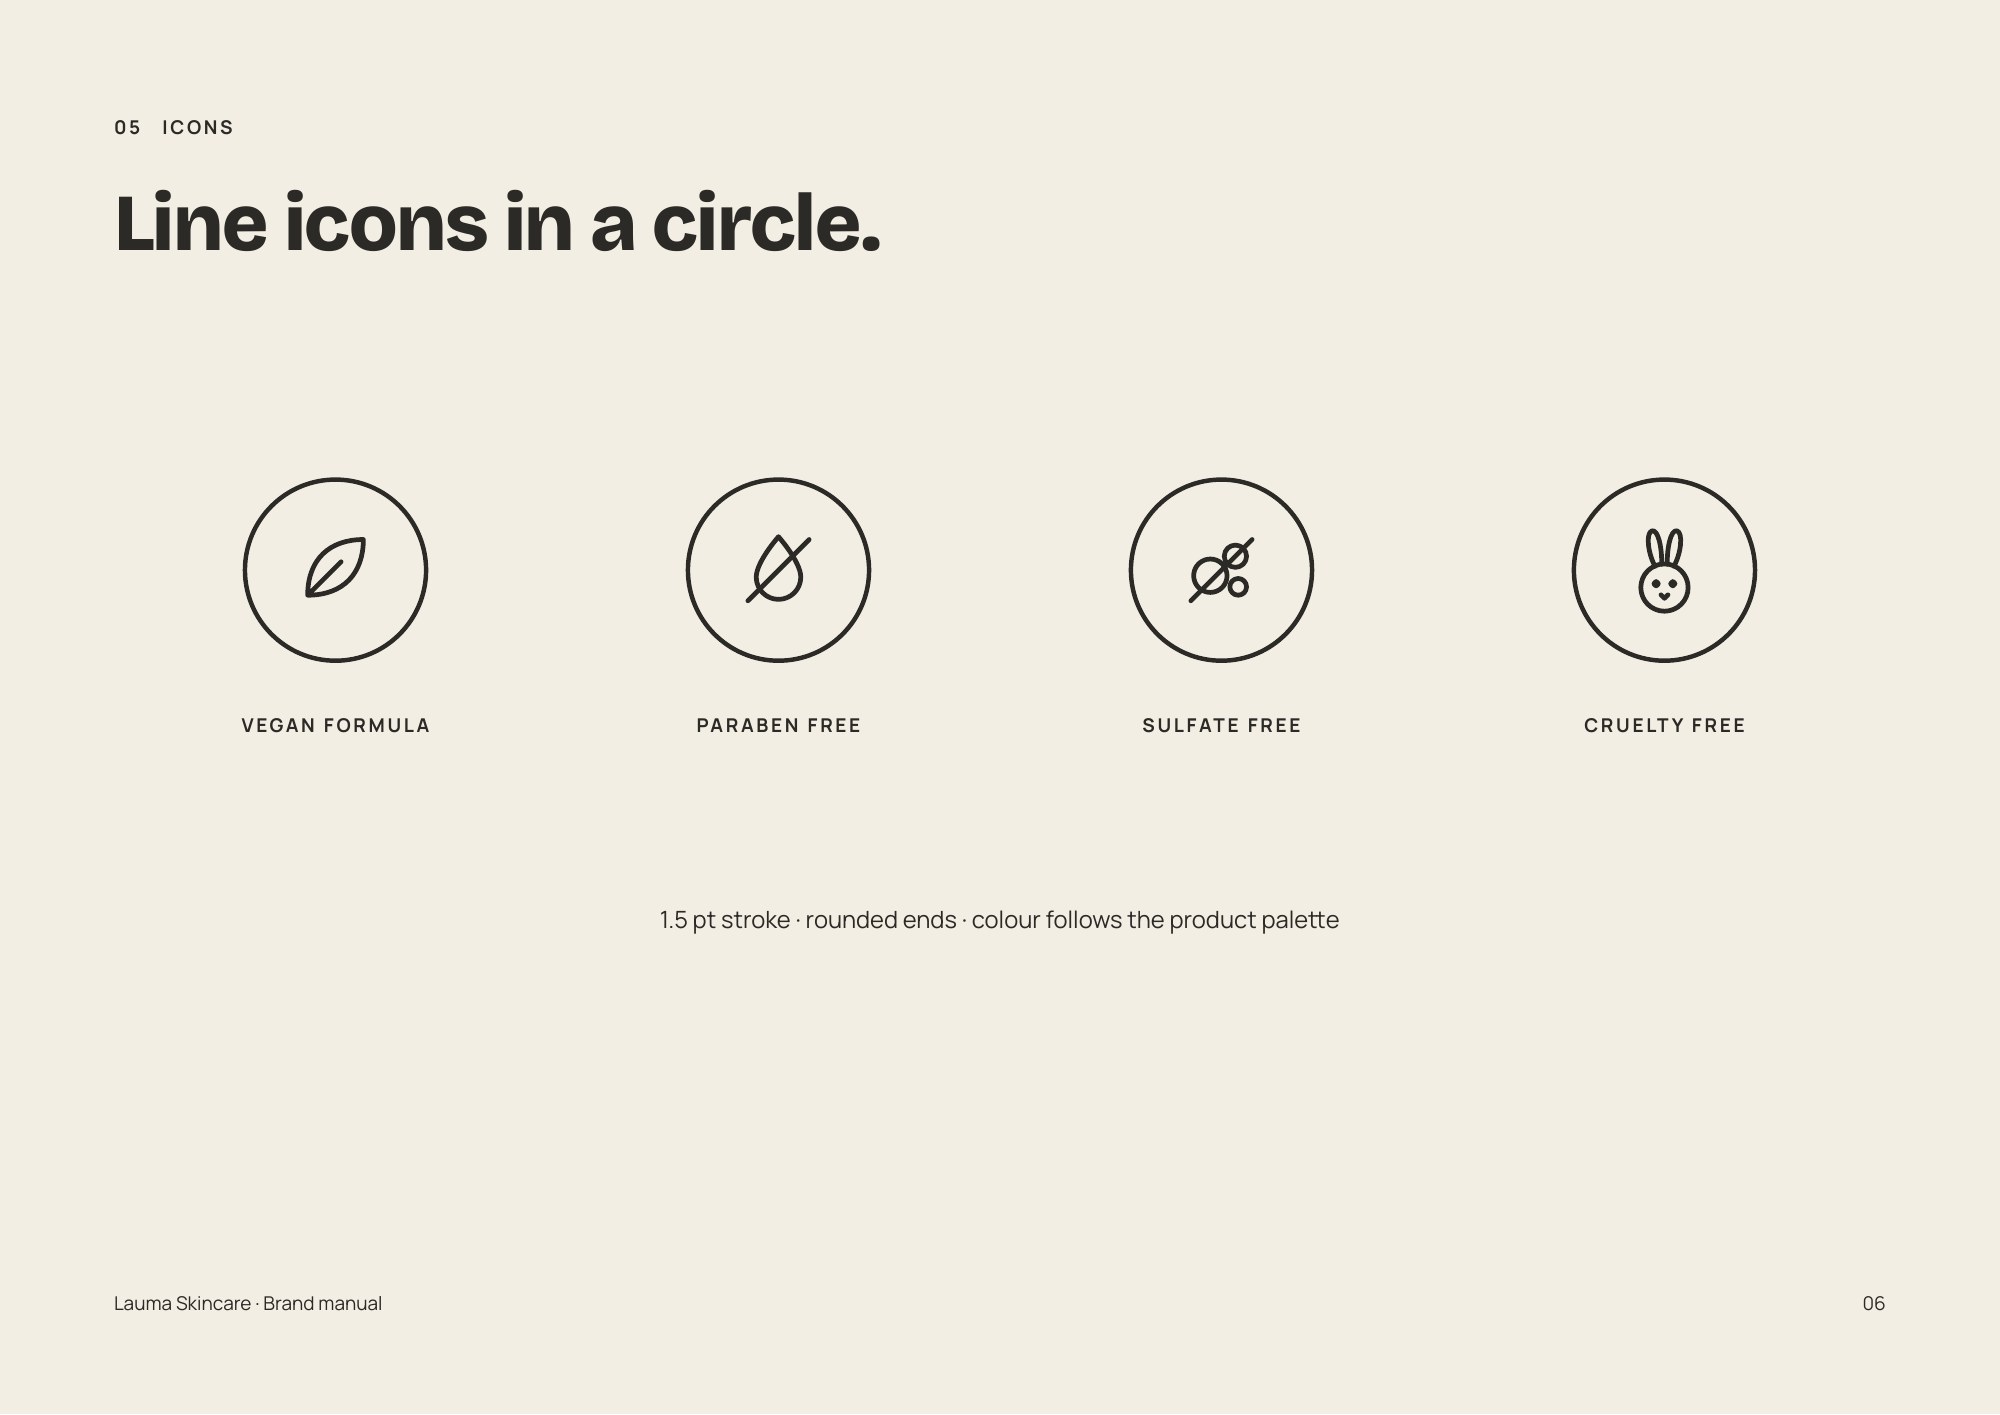 05 ICONS
Line icons in a circle.
VEGAN FORMULA
PARABEN FREE
SULFATE FREE
CRUELTY FREE
1.5 pt stroke · rounded ends · colour follows the product palette
Lauma Skincare · Brand manual
06